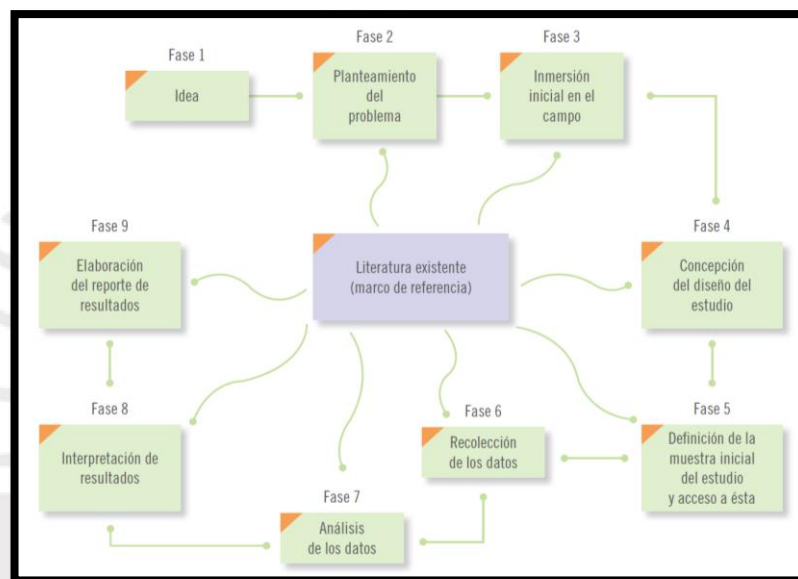 Fase 1
Idea
Fase 2
Planteamiento
del
problema
Fase 3
Inmersión
inicial en el
campo
Fase 4
Concepción
del diseño del
estudio
Fase 5
Definición de la
muestra inicial
del estudio
y acceso a ésta
Fase 6
Recolección
de los datos
Fase 7
Análisis
de los datos
Fase 8
Interpretación de
resultados
Fase 9
Elaboración
del reporte de
resultados
Literatura existente
(marco de referencia)